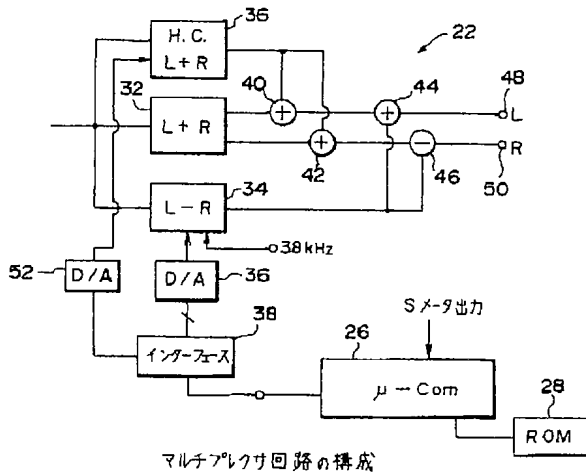 36
H.C.
L+R
22
32
L+R
40
44
48
L
42
46
R
50
34
L-R
38kHz
52
D/A
D/A
36
38
インターフェース
Sメータ出力
26
μ-Com
28
ROM
マルチプレクサ回路の構成